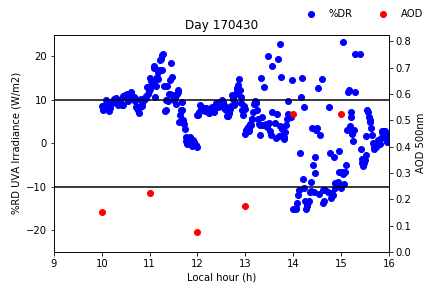 %DR AOD
Day 170430
20
10
0
−10
−20
%RD UVA Irradiance (W/m2)
0.8
0.7
0.6
0.5
0.4
0.3
0.2
0.1
0.0
AOD 500nm
9 10 11 12 13 14 15 16
Local hour (h)